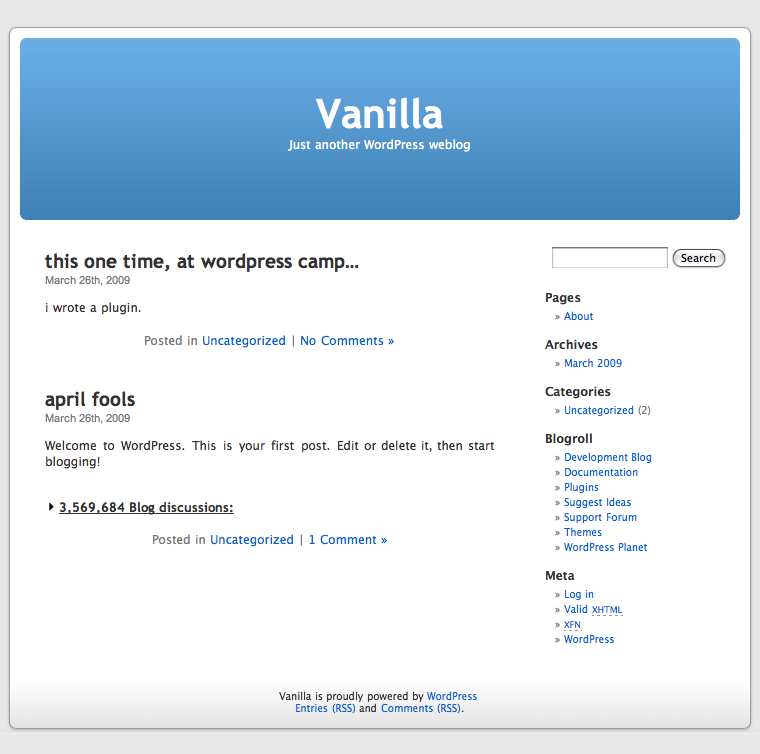 Vanilla
Just another WordPress weblog
this one time, at wordpress camp...
March 26th, 2009
i wrote a plugin.
Posted in Uncategorized | No Comments »
april fools
March 26th, 2009
Welcome to WordPress. This is your first post. Edit or delete it, then start
blogging!
3,569,684 Blog discussions:
Posted in Uncategorized | 1 Comment »
Search
Pages
» About
Archives
» March 2009
Categories
» Uncategorized (2)
Blogroll
» Development Blog
» Documentation
» Plugins
» Suggest Ideas
» Support Forum
» Themes
» WordPress Planet
Meta
» Log in
» Valid XHTML
» XFN
» WordPress
Vanilla is proudly powered by WordPress
Entries (RSS) and Comments (RSS).